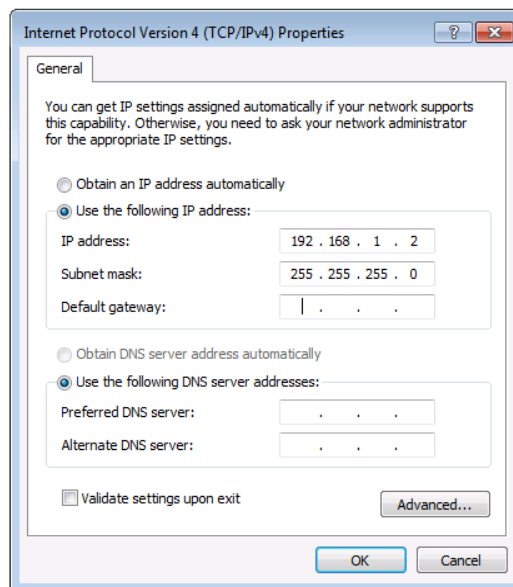 Internet Protocol Version 4 (TCP/IPv4) Properties
General
You can get IP settings assigned automatically if your network supports
this capability. Otherwise, you need to ask your network administrator
for the appropriate IP settings.
Obtain an IP address automatically
Use the following IP address:
IP address: 192 . 168 . 1 . 2
Subnet mask: 255 . 255 . 255 . 0
Default gateway: . . .
Obtain DNS server address automatically
Use the following DNS server addresses:
Preferred DNS server: . . .
Alternate DNS server: . . .
Validate settings upon exit
Advanced...
OK Cancel